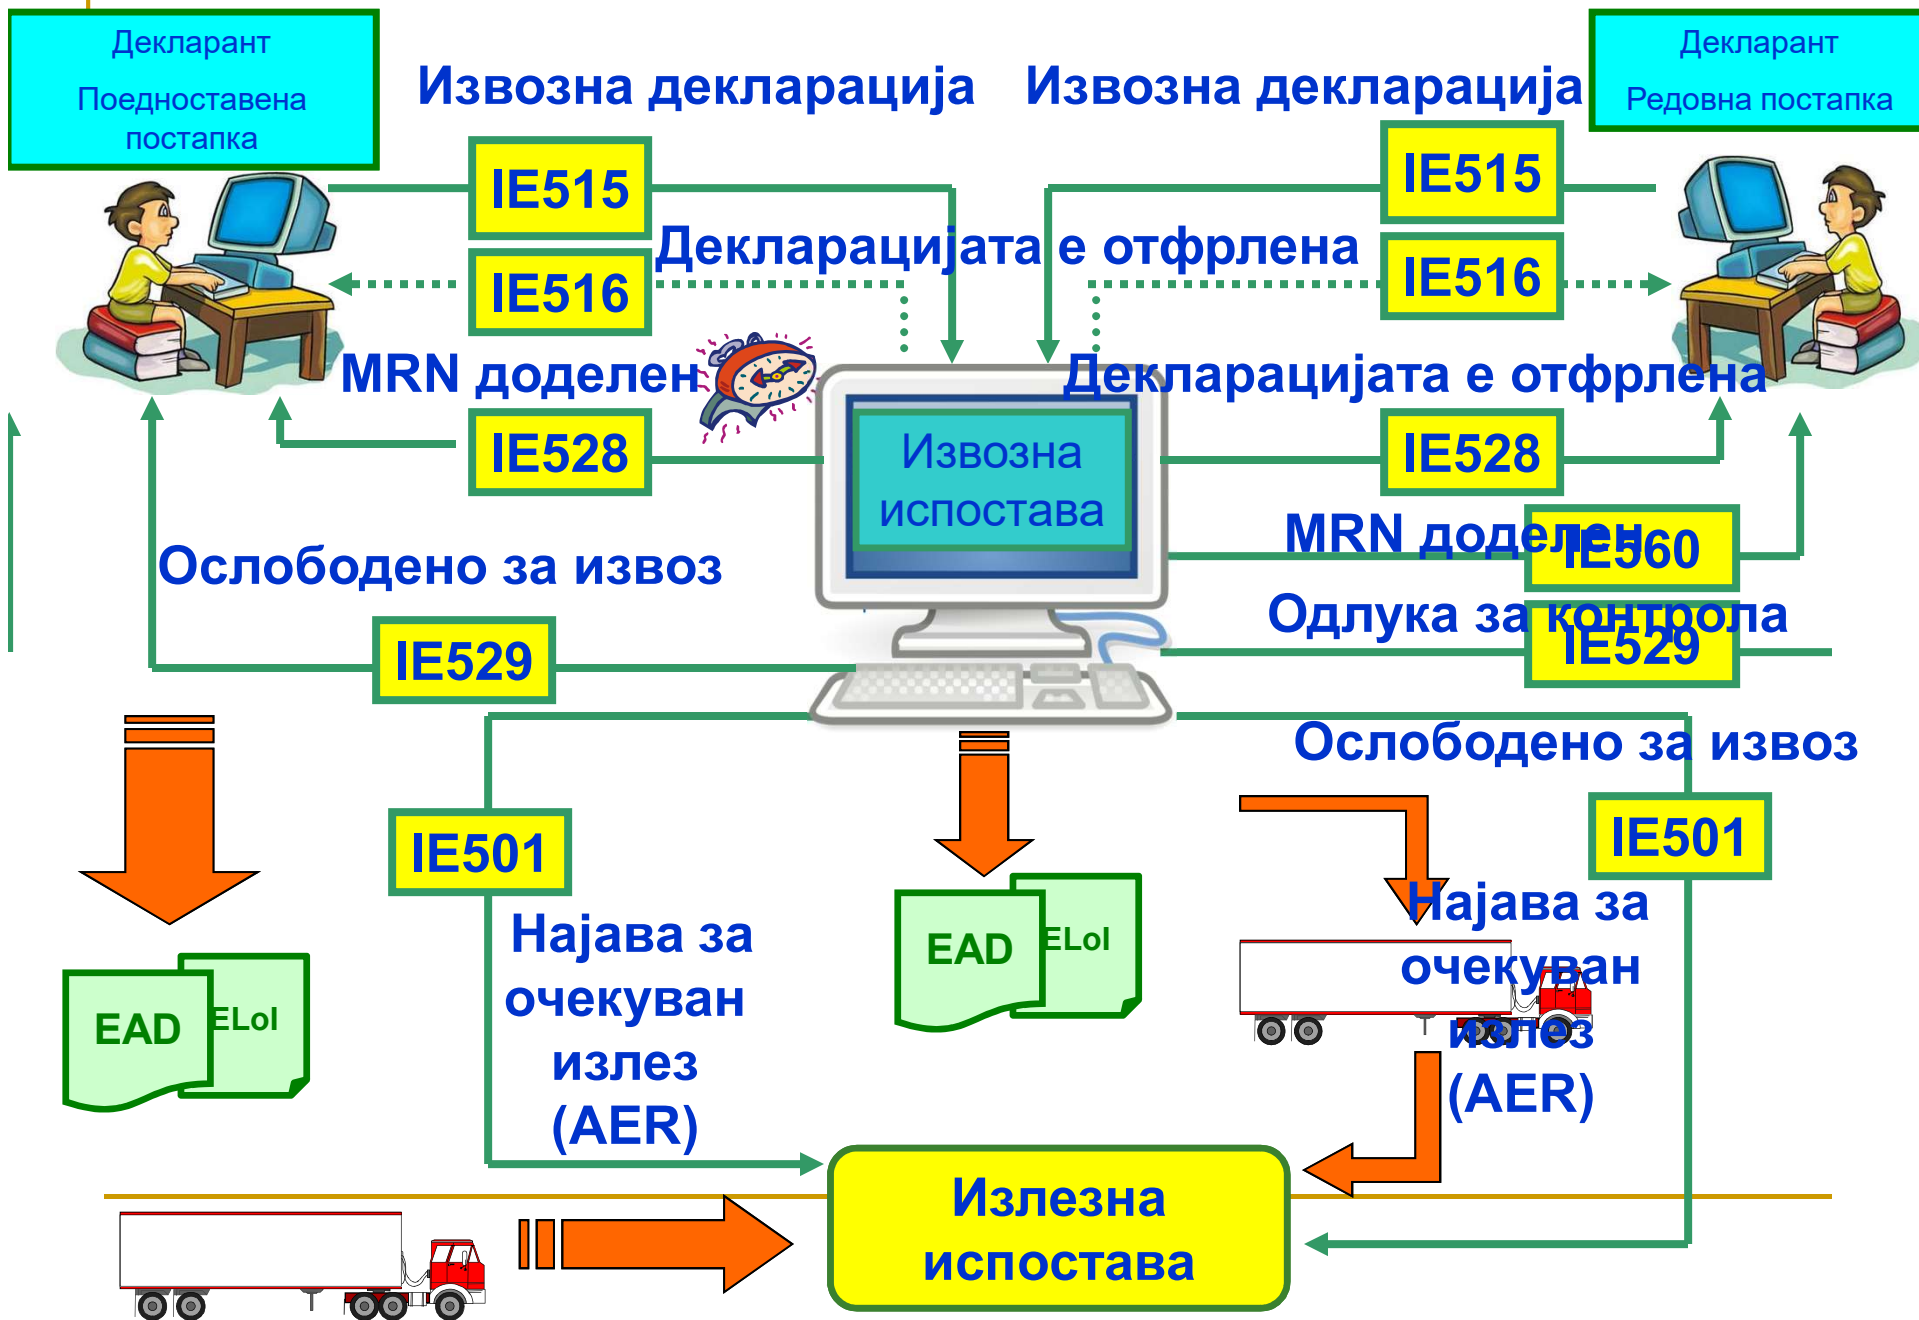 Декларант
Поедноставена
постапка
Извозна декларација
Извозна декларација
Декларант
Редовна постапка
IE515
IE515
Декларацијата е отфрлена
IE516
IE516
MRN доделен
Декларацијата е отфрлена
IE528
IE528
Извозна
испостава
MRN доделен
IE560
Ослободено за извоз
Одлука за контрола
IE529
IE529
Ослободено за извоз
IE501
IE501
Најава за
очекуван
излез
(AER)
Најава за
очекуван
излез
(AER)
EAD
ELoI
EAD
ELoI
Излезна
испостава